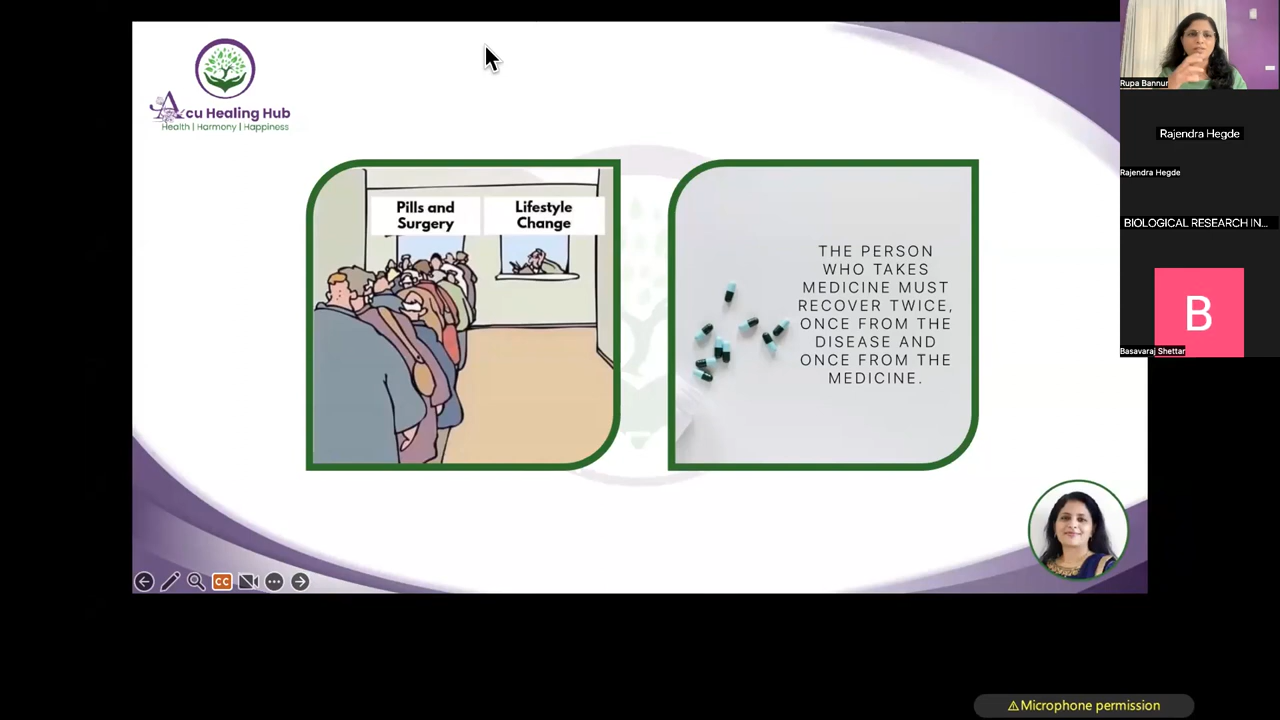 Acu Healing Hub
Health | Harmony | Happiness
Pills and
Surgery
Lifestyle
Change
THE PERSON
WHO TAKES
MEDICINE MUST
RECOVER TWICE,
ONCE FROM THE
DISEASE AND
ONCE FROM THE
MEDICINE.
CC
Rupa Bannur
Rajendra Hegde
Rajendra Hegde
BIOLOGICAL RESEARCH IN...
B
Basavaraj Shettar
⚠Microphone permission